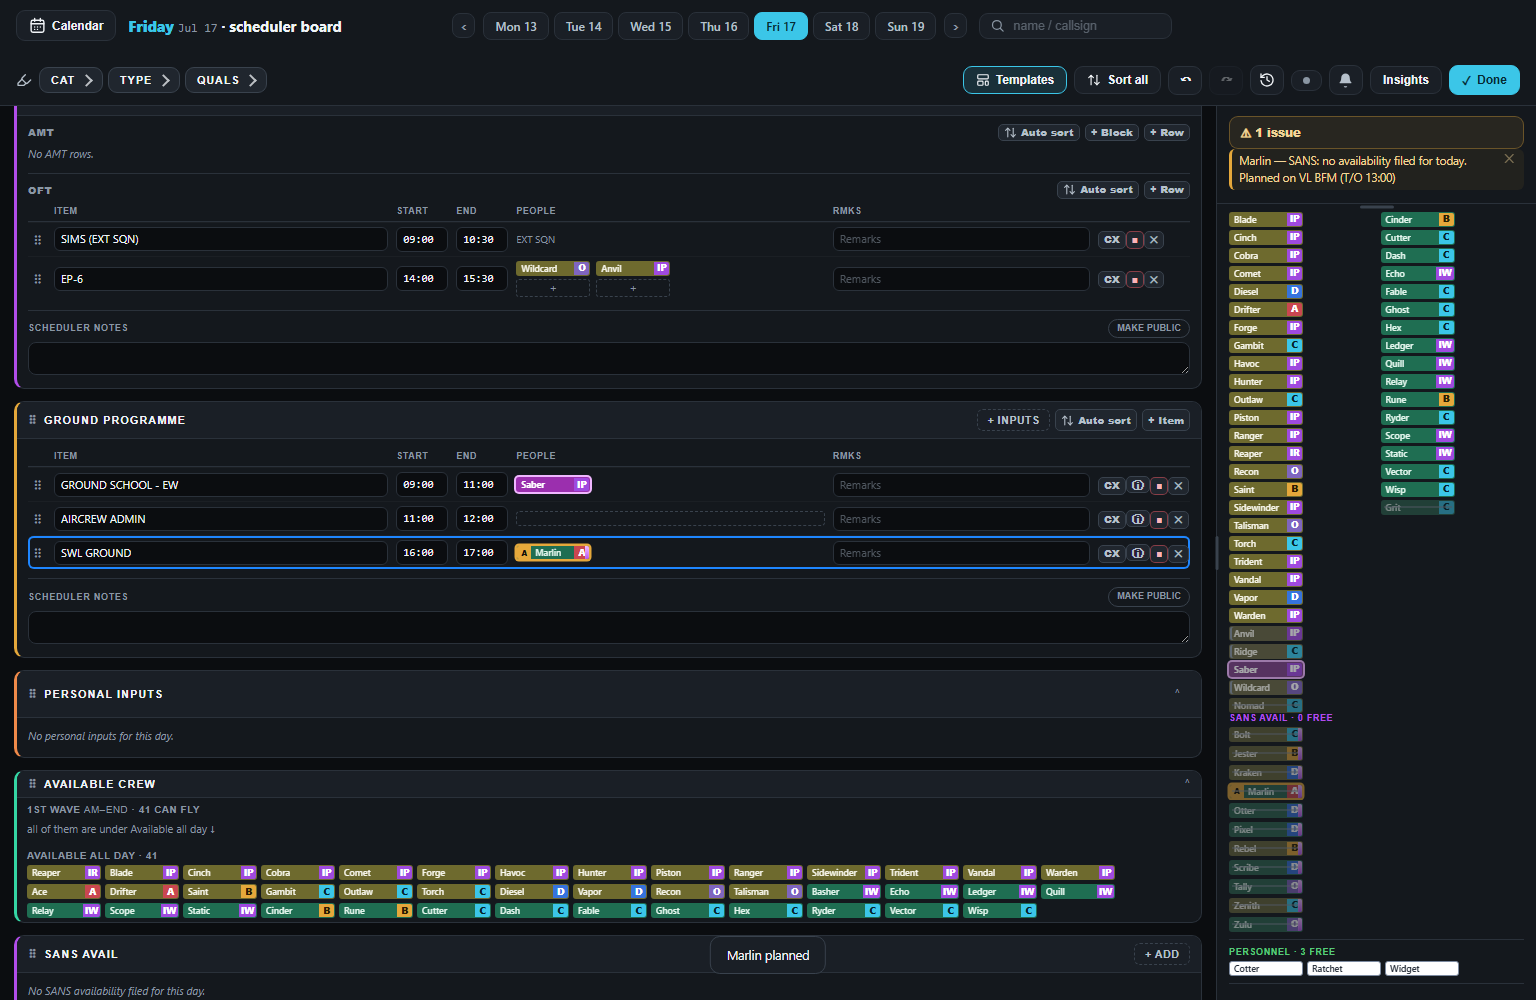 Calendar
Friday Jul 17 · scheduler board
‹
Mon 13
Tue 14
Wed 15
Thu 16
Fri 17
Sat 18
Sun 19
›
name / callsign
CAT
TYPE
QUALS
Templates
Sort all
Insights
✓ Done
AMT
Auto sort
+ Block
+ Row
No AMT rows.
OFT
Auto sort
+ Row
ITEM START END PEOPLE RMKS
SIMS (EXT SQN) 09:00 10:30 EXT SQN Remarks CX
EP-6 14:00 15:30 Wildcard O Anvil IP Remarks CX
+ +
SCHEDULER NOTES
MAKE PUBLIC
GROUND PROGRAMME
+ INPUTS
Auto sort
+ Item
ITEM START END PEOPLE RMKS
GROUND SCHOOL - EW 09:00 11:00 Saber IP Remarks CX
AIRCREW ADMIN 11:00 12:00 Remarks CX
SWL GROUND 16:00 17:00 A Marlin A Remarks CX
SCHEDULER NOTES
MAKE PUBLIC
PERSONAL INPUTS
No personal inputs for this day.
AVAILABLE CREW
1ST WAVE AM–END · 41 CAN FLY
all of them are under Available all day ↓
AVAILABLE ALL DAY · 41
Reaper IR Blade IP Cinch IP Cobra IP Comet IP Forge IP Havoc IP Hunter IP Piston IP Ranger IP Sidewinder IP Trident IP Vandal IP Warden IP
Ace A Drifter A Saint B Gambit C Outlaw C Torch C Diesel D Vapor D Recon O Talisman O Basher IW Echo IW Ledger IW Quill IW
Relay IW Scope IW Static IW Cinder B Rune B Cutter C Dash C Fable C Ghost C Hex C Ryder C Vector C Wisp C
SANS AVAIL
+ ADD
No SANS availability filed for this day.
Marlin planned
⚠ 1 issue
Marlin — SANS: no availability filed for today.
Planned on VL BFM (T/O 13:00)
Blade IP
Cinch IP
Cobra IP
Comet IP
Diesel D
Drifter A
Forge IP
Gambit C
Havoc IP
Hunter IP
Outlaw C
Piston IP
Ranger IP
Reaper IR
Recon O
Saint B
Sidewinder IP
Talisman O
Torch C
Trident IP
Vandal IP
Vapor D
Warden IP
Anvil IP
Ridge C
Saber IP
Wildcard O
Nomad C
Cinder B
Cutter C
Dash C
Echo IW
Fable C
Ghost C
Hex C
Ledger IW
Quill IW
Relay IW
Rune B
Ryder C
Scope IW
Static IW
Vector C
Wisp C
Grit C
SANS AVAIL · 0 FREE
Bolt C
Jester B
Kraken D
A Marlin A
Otter D
Pixel D
Rebel B
Scribe D
Tally O
Zenith C
Zulu O
PERSONNEL · 3 FREE
Cotter
Ratchet
Widget